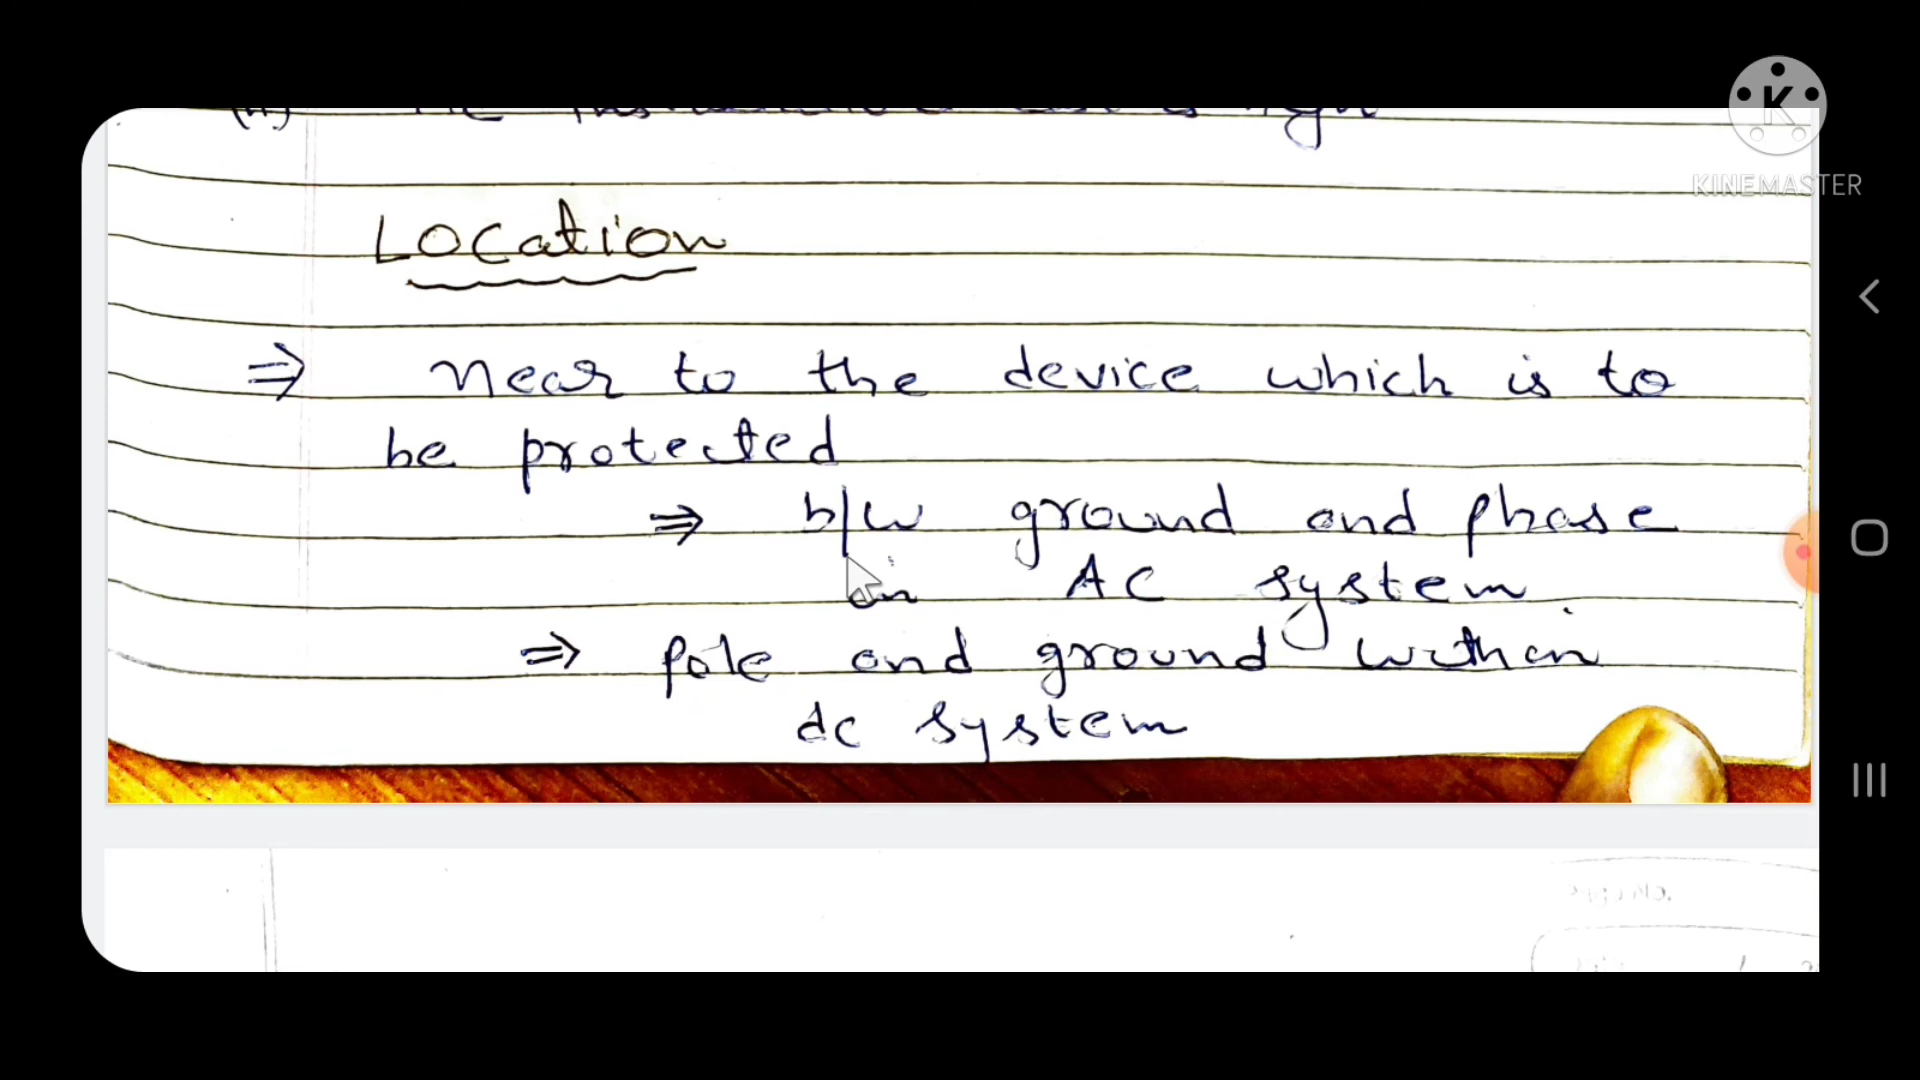 KINEMASTER
Location
⇒ near to the device which is to
be protected
⇒ b/w ground and phase
in AC system.
⇒ pole and ground within
dc system